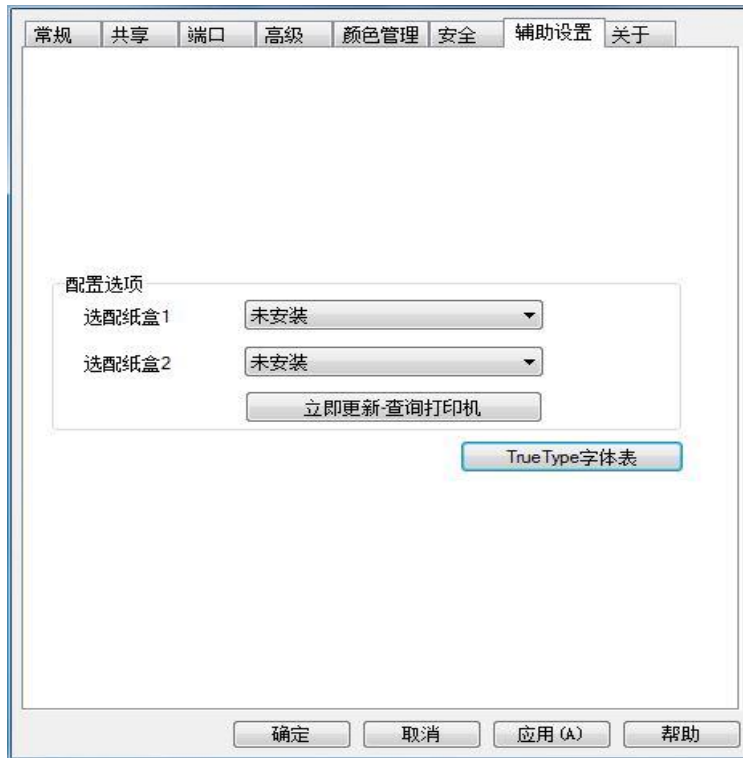 常规 共享 端口 高级 颜色管理 安全 辅助设置 关于
配置选项
选配纸盒1 未安装
选配纸盒2 未安装
立即更新-查询打印机
TrueType字体表
确定 取消 应用(A) 帮助